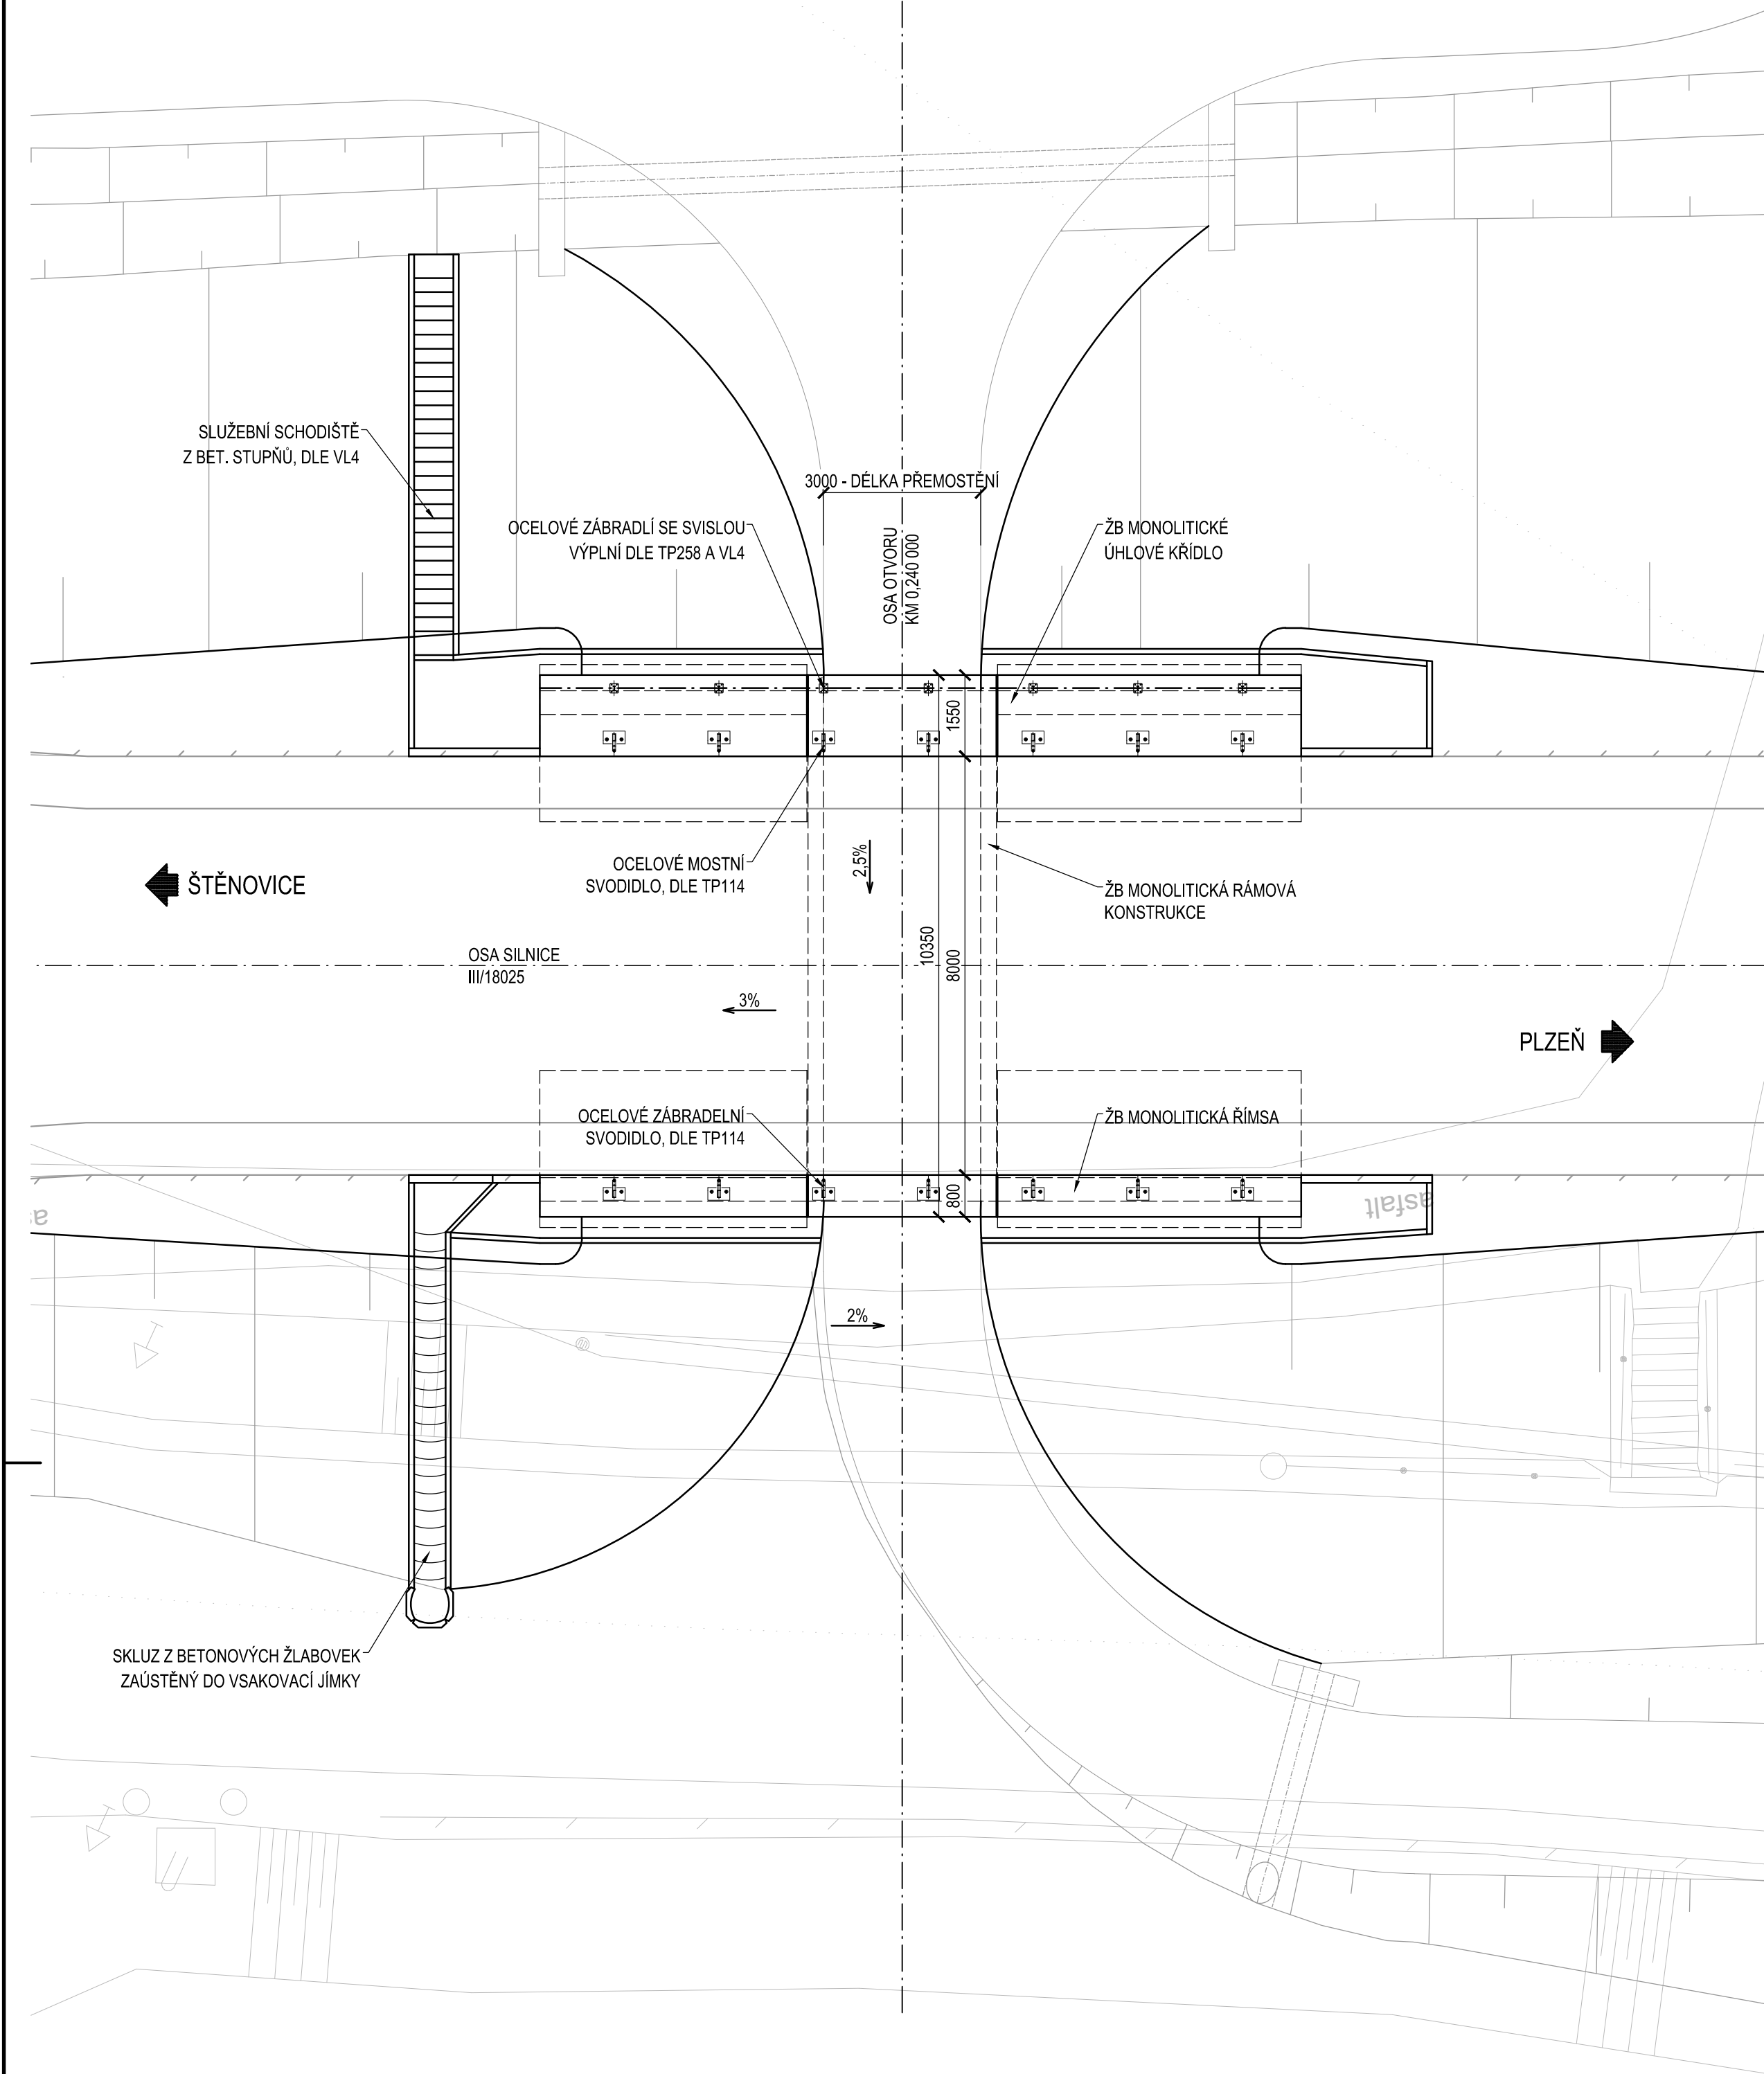 SLUŽEBNÍ SCHODIŠTĚ
Z BET. STUPŇŮ, DLE VL4
3000 - DÉLKA PŘEMOSTĚNÍ
OCELOVÉ ZÁBRADLÍ SE SVISLOU
VÝPLNÍ DLE TP258 A VL4
OSA OTVORU
KM 0,240 000
ŽB MONOLITICKÉ
ÚHLOVÉ KŘÍDLO
1550
OCELOVÉ MOSTNÍ
SVODIDLO, DLE TP114
2,5%
ŠTĚNOVICE
ŽB MONOLITICKÁ RÁMOVÁ
KONSTRUKCE
10350
8000
OSA SILNICE
III/18025
3%
PLZEŇ
OCELOVÉ ZÁBRADELNÍ
SVODIDLO, DLE TP114
ŽB MONOLITICKÁ ŘÍMSA
800
asfalt
2%
SKLUZ Z BETONOVÝCH ŽLABOVEK
ZAÚSTĚNÝ DO VSAKOVACÍ JÍMKY